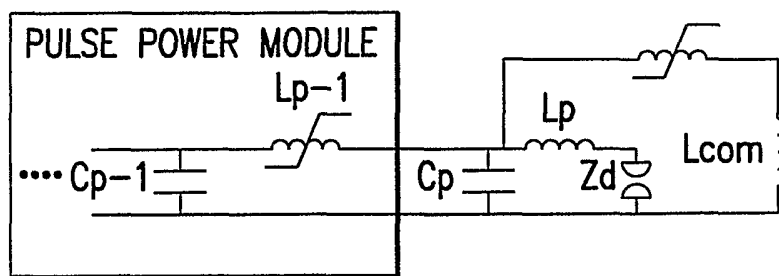 PULSE POWER MODULE
Lp-1
Lp
Cp-1
Cp
Zd
Lcom